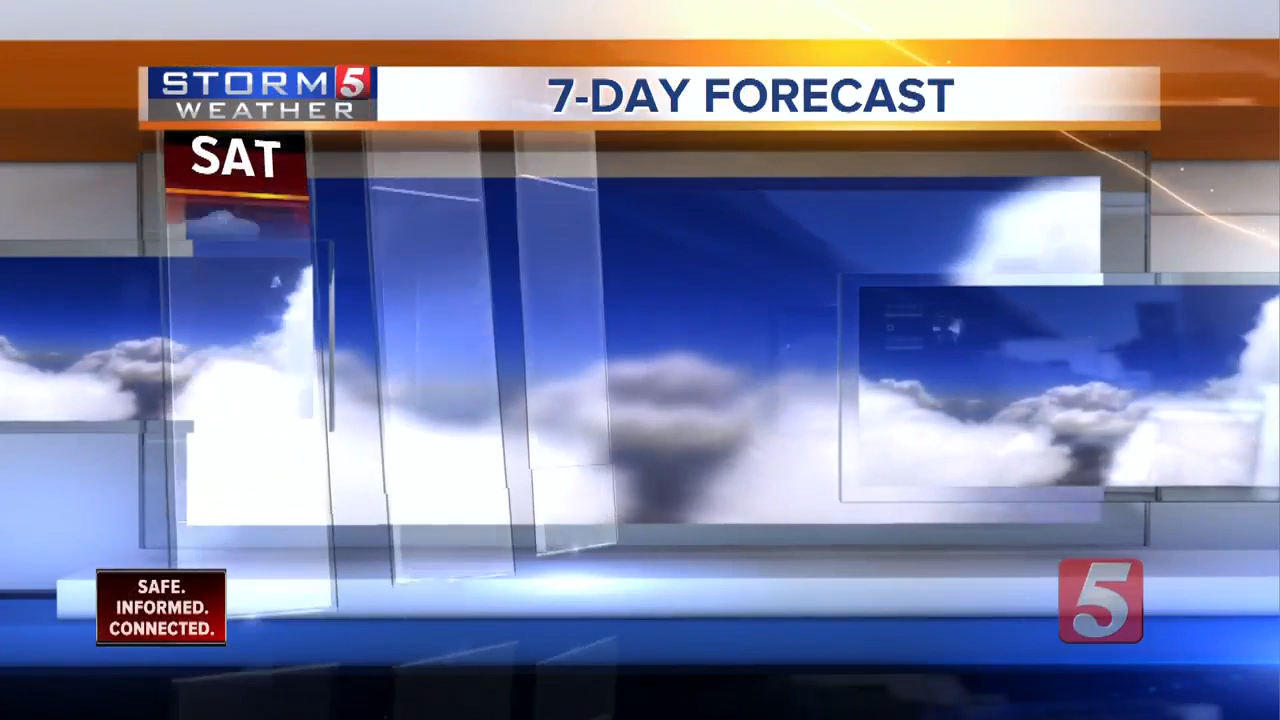 STORM 5
WEATHER
7-DAY FORECAST
SAT
SAFE.
INFORMED.
CONNECTED.
5